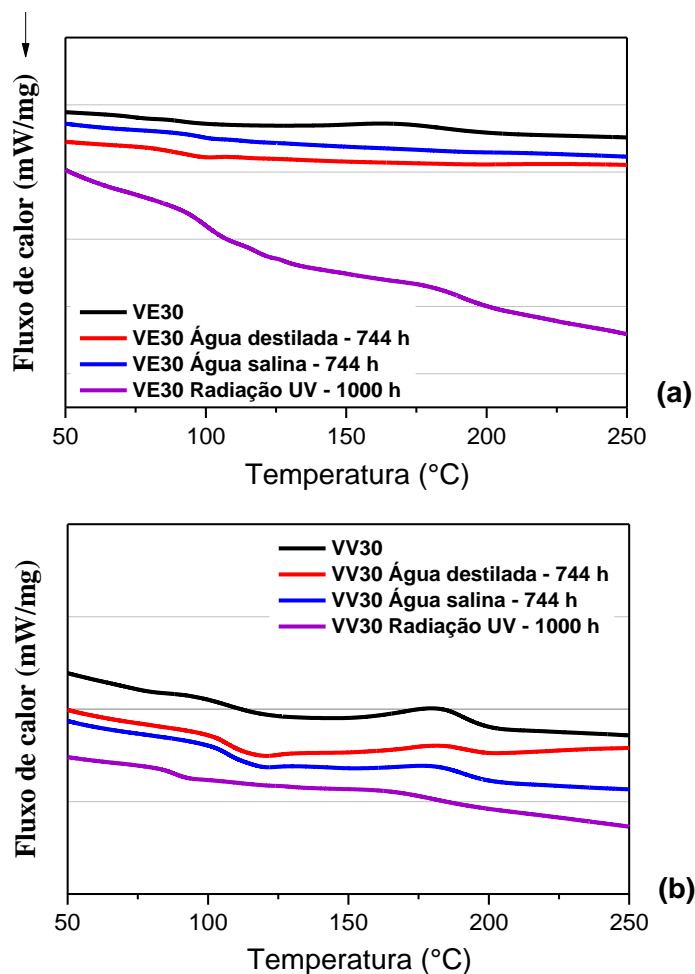 Fluxo de calor (mW/mg)
VE30
VE30 Água destilada - 744 h
VE30 Água salina - 744 h
VE30 Radiação UV - 1000 h
(a)
50 100 150 200 250
Temperatura (°C)
Fluxo de calor (mW/mg)
VV30
VV30 Água destilada - 744 h
VV30 Água salina - 744 h
VV30 Radiação UV - 1000 h
(b)
50 100 150 200 250
Temperatura (°C)